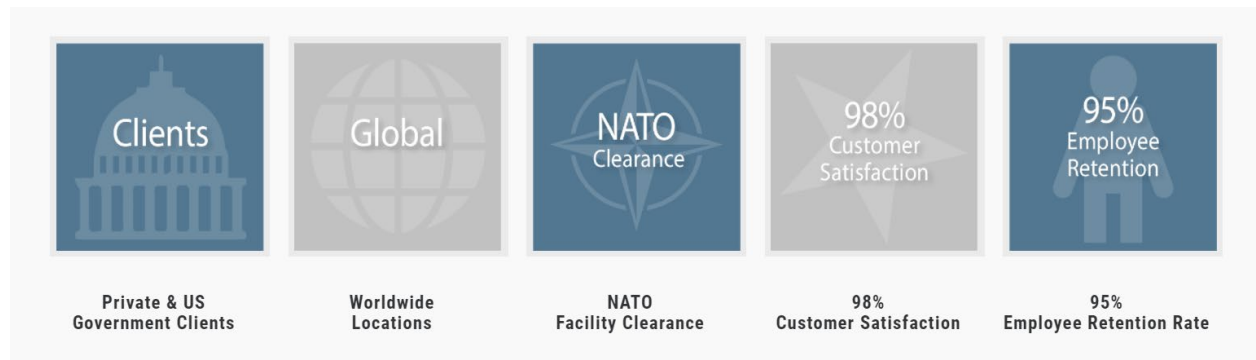 Clients
Global
NATO
Clearance
98%
Customer
Satisfaction
95%
Employee
Retention
Private & US
Government Clients
Worldwide
Locations
NATO
Facility Clearance
98%
Customer Satisfaction
95%
Employee Retention Rate